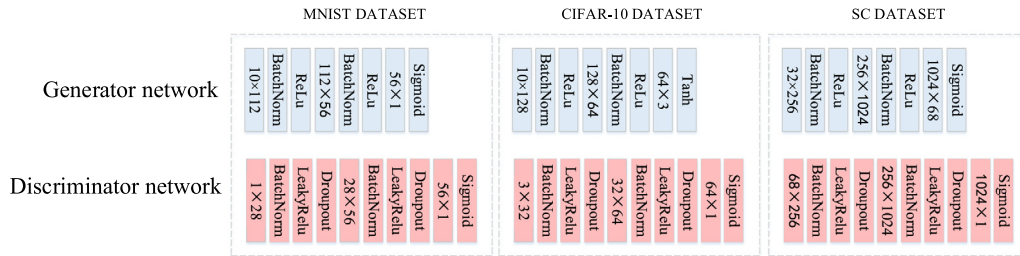 MNIST DATASET
CIFAR-10 DATASET
SC DATASET
Generator network
10×112
BatchNorm
ReLu
112×56
BatchNorm
ReLu
56×1
Sigmoid
10×128
BatchNorm
ReLu
128×64
BatchNorm
ReLu
64×3
Tanh
32×256
BatchNorm
ReLu
256×1024
BatchNorm
ReLu
1024×68
Sigmoid
Discriminator network
1×28
BatchNorm
LeakyRelu
Droupout
28×56
BatchNorm
LeakyRelu
Droupout
56×1
Sigmoid
3×32
BatchNorm
LeakyRelu
Droupout
32×64
BatchNorm
LeakyRelu
Droupout
64×1
Sigmoid
68×256
BatchNorm
LeakyRelu
Droupout
256×1024
BatchNorm
LeakyRelu
Droupout
1024×1
Sigmoid